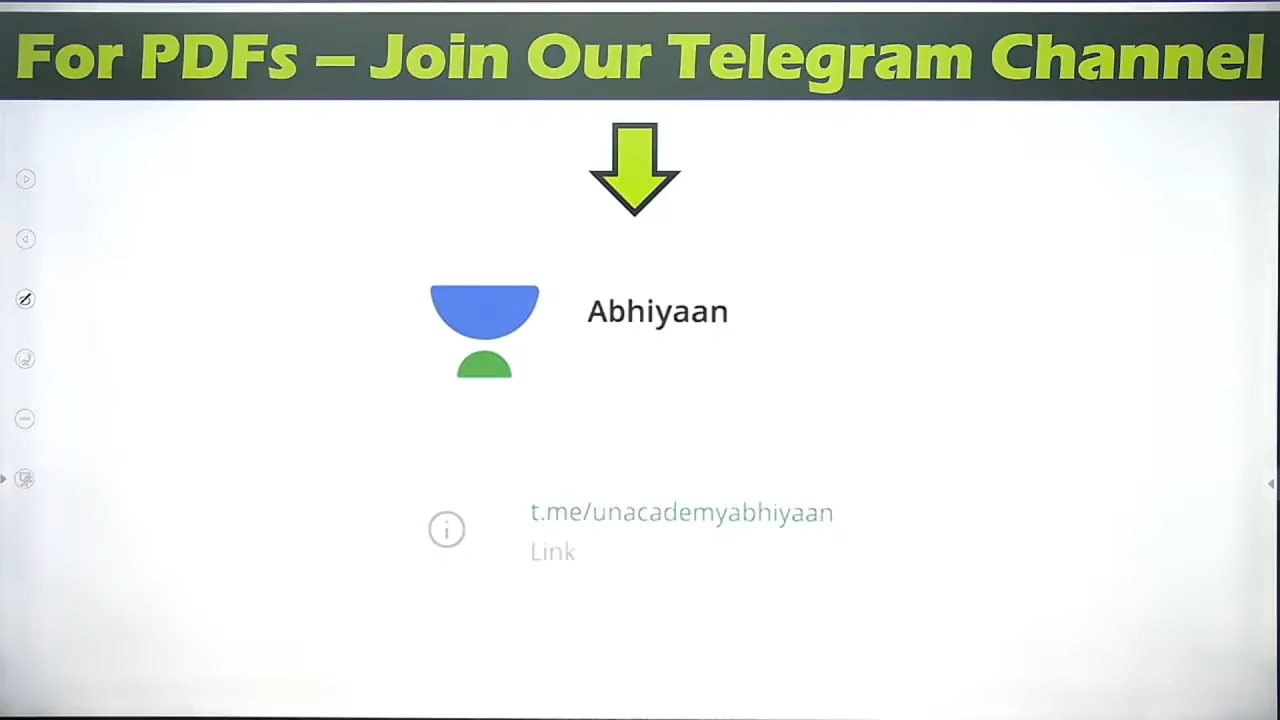 For PDFs – Join Our Telegram Channel
Abhiyaan
t.me/unacademyabhiyaan
Link